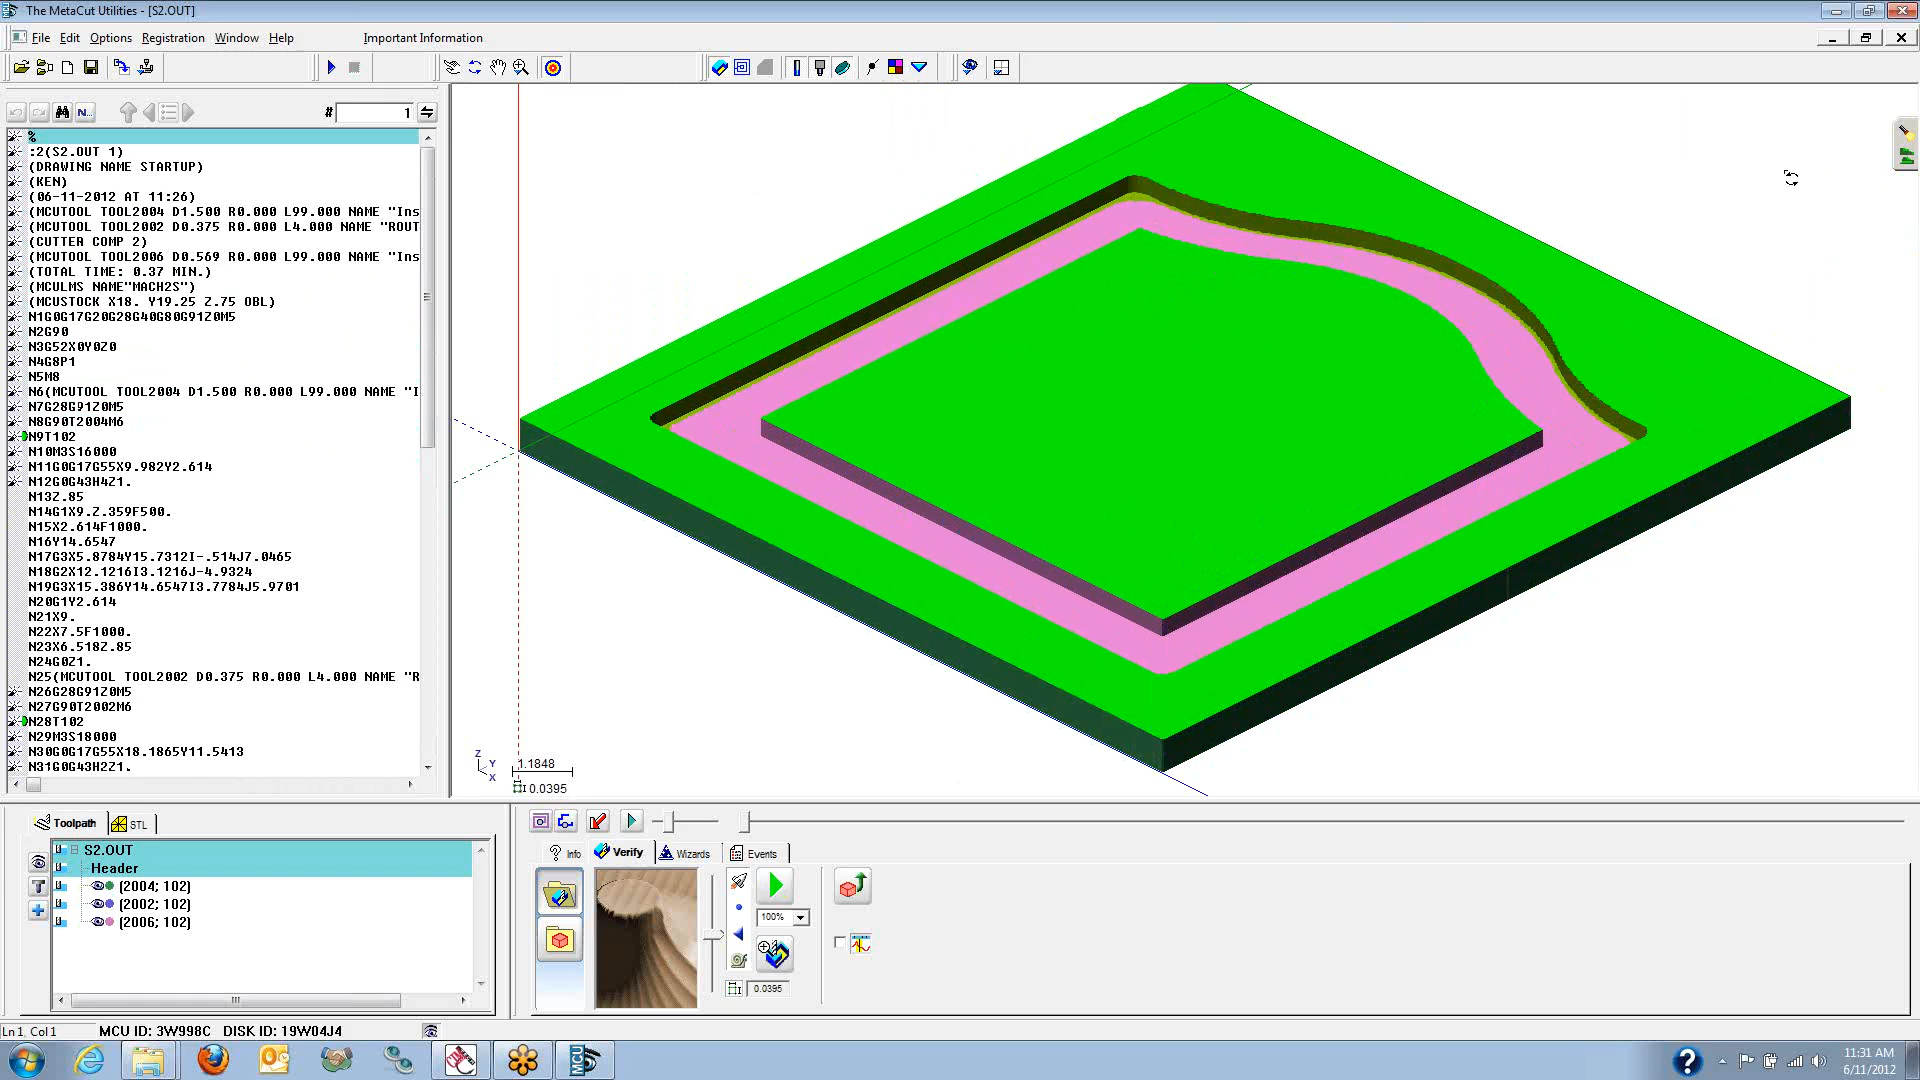 The MetaCut Utilities - [S2.OUT]
File Edit Options Registration Window Help Important Information
N... # 1
%
:2(S2.OUT 1)
(DRAWING NAME STARTUP)
(KEN)
(06-11-2012 AT 11:26)
(MCUTOOL TOOL2004 D1.500 R0.000 L99.000 NAME "Ins
(MCUTOOL TOOL2002 D0.375 R0.000 L4.000 NAME "ROUT
(CUTTER COMP 2)
(MCUTOOL TOOL2006 D0.569 R0.000 L99.000 NAME "Ins
(TOTAL TIME: 0.37 MIN.)
(MCULMS NAME"MACH2S")
(MCUSTOCK X18. Y19.25 Z.75 OBL)
N1G0G17G20G28G40G80G91Z0M5
N2G90
N3G52X0Y0Z0
N4G8P1
N5M8
N6(MCUTOOL TOOL2004 D1.500 R0.000 L99.000 NAME "I
N7G28G91Z0M5
N8G90T2004M6
N9T102
N10M3S16000
N11G0G17G55X9.982Y2.614
N12G0G43H4Z1.
N13Z.85
N14G1X9.Z.359F500.
N15X2.614F1000.
N16Y14.6547
N17G3X5.8784Y15.7312I-.514J7.0465
N18G2X12.1216I3.1216J-4.9324
N19G3X15.386Y14.6547I3.7784J5.9701
N20G1Y2.614
N21X9.
N22X7.5F1000.
N23X6.518Z.85
N24G0Z1.
N25(MCUTOOL TOOL2002 D0.375 R0.000 L4.000 NAME "R
N26G28G91Z0M5
N27G90T2002M6
N28T102
N29M3S18000
N30G0G17G55X18.1865Y11.5413
N31G0G43H2Z1.
Z
Y
X
1.1848
0.0395
Toolpath STL
S2.OUT
Header
(2004; 102)
(2002; 102)
(2006; 102)
? Info Verify Wizards Events
100%
0.0395
Ln 1, Col 1 MCU ID: 3W998C DISK ID: 19W04J4
MCU
11:31 AM
6/11/2012